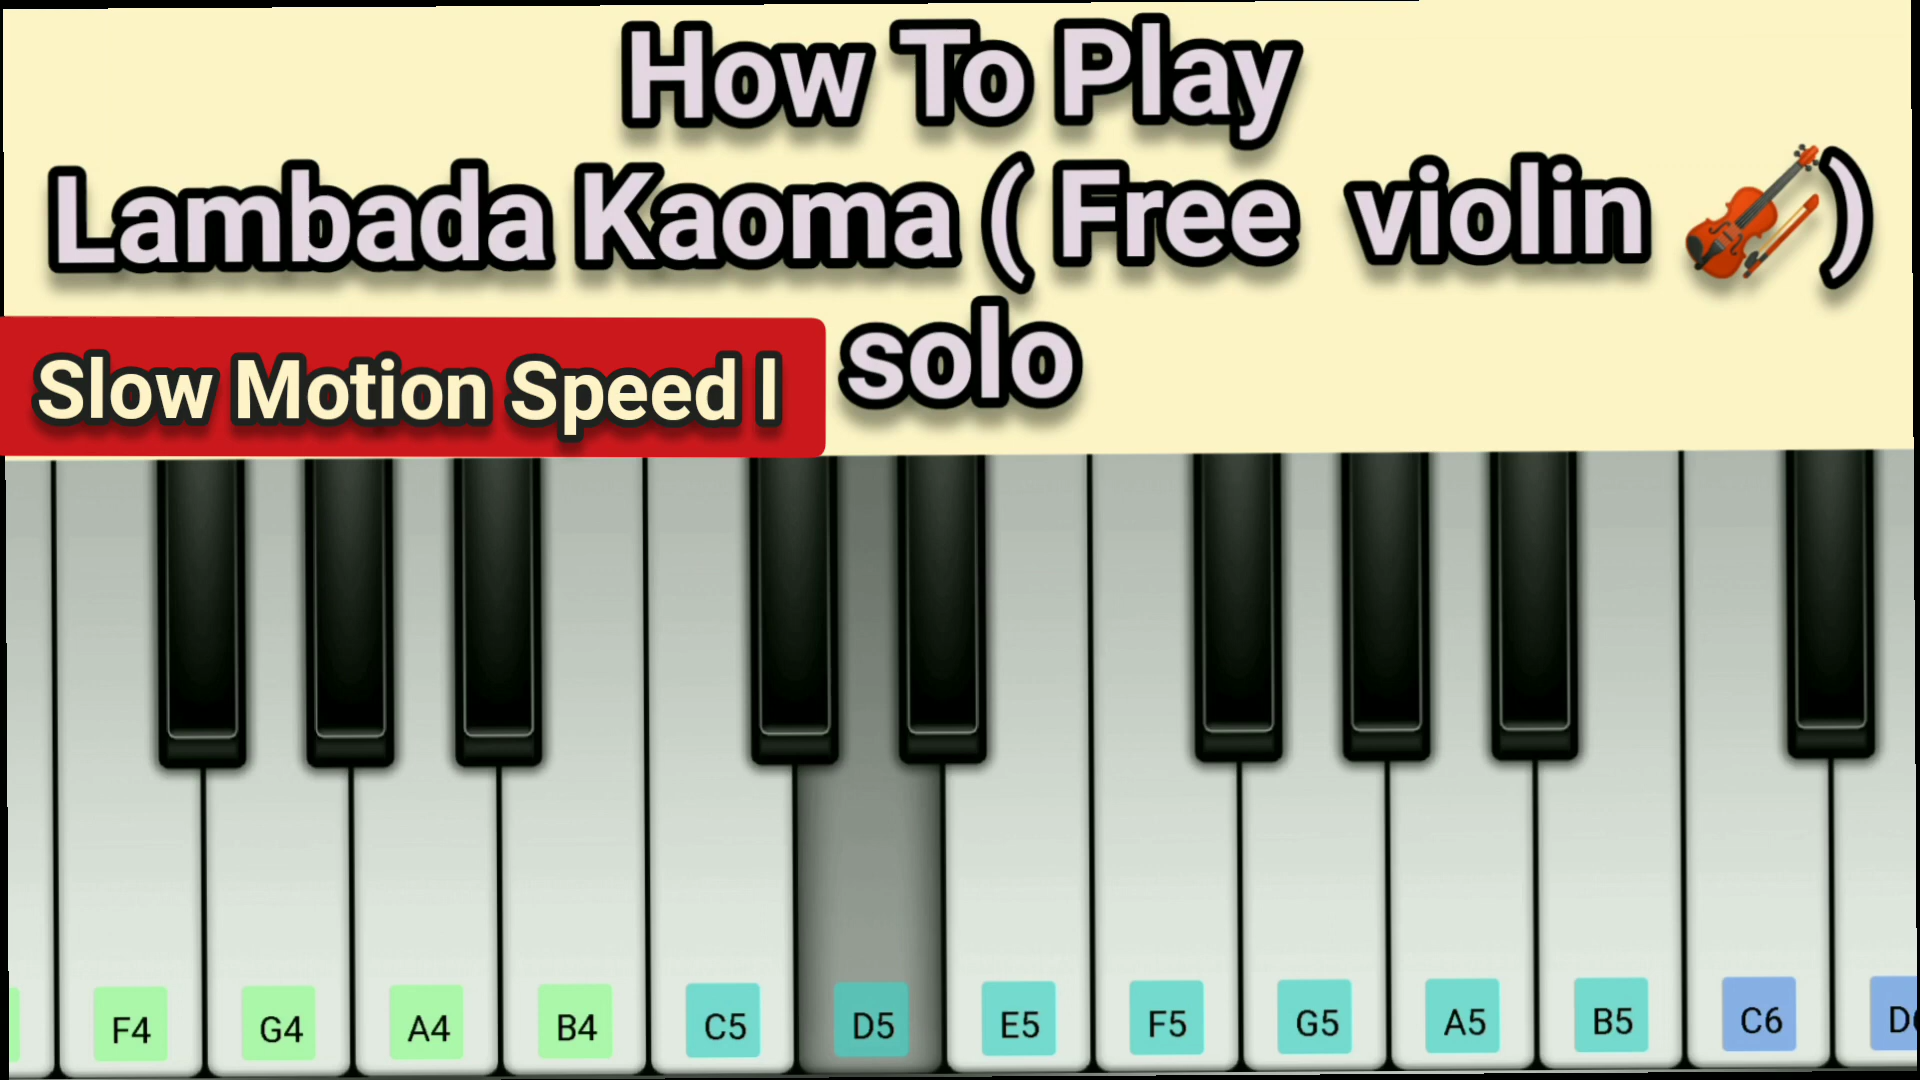 How To Play
Lambada Kaoma ( Free violin 🎻)
solo
Slow Motion Speed l
F4 G4 A4 B4 C5 D5 E5 F5 G5 A5 B5 C6